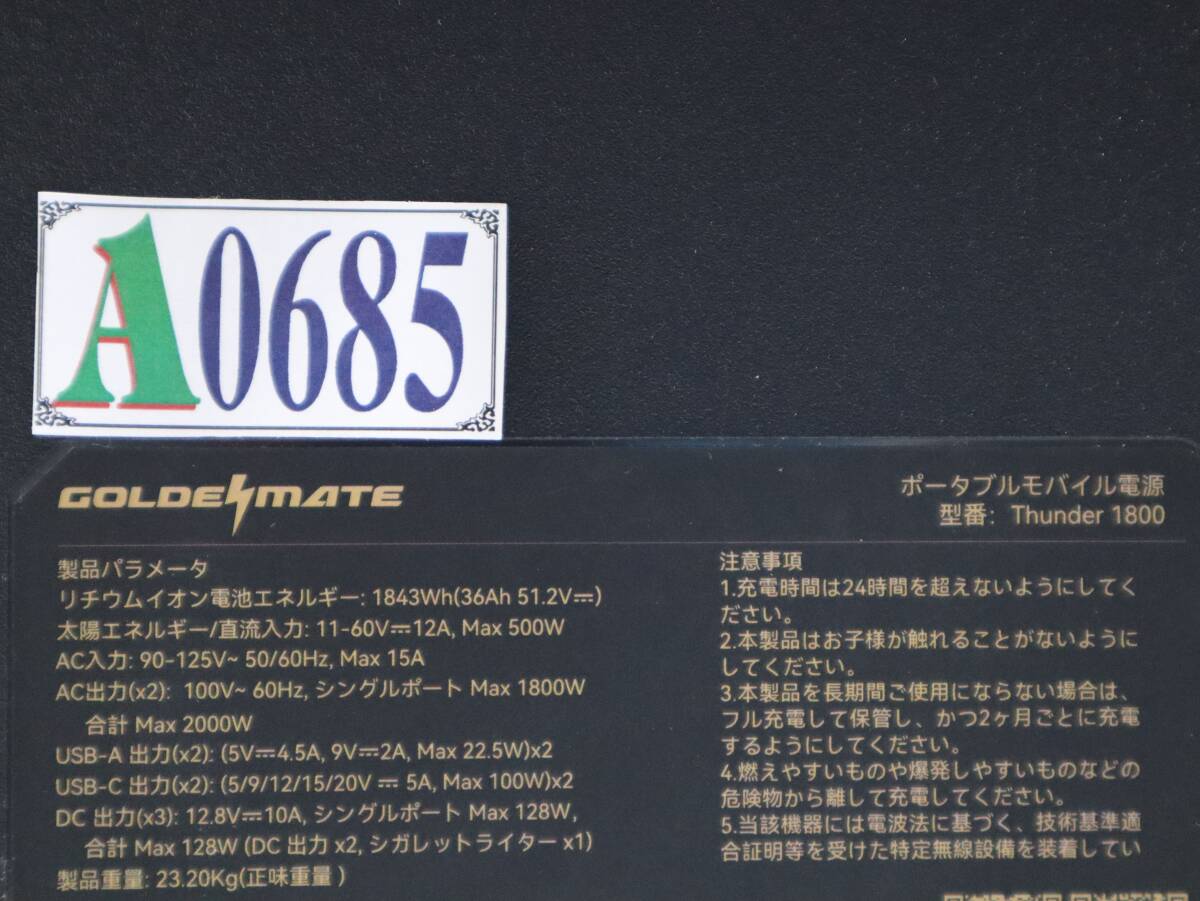 A0685
GOLDENMATE
ポータブルモバイル電源
型番: Thunder 1800
製品パラメータ
リチウムイオン電池エネルギー: 1843Wh(36Ah 51.2V⎓)
太陽エネルギー/直流入力: 11-60V⎓12A, Max 500W
AC入力: 90-125V~ 50/60Hz, Max 15A
AC出力(x2): 100V~ 60Hz, シングルポート Max 1800W
合計 Max 2000W
USB-A 出力(x2): (5V⎓4.5A, 9V⎓2A, Max 22.5W)x2
USB-C 出力(x2): (5/9/12/15/20V ⎓ 5A, Max 100W)x2
DC 出力(x3): 12.8V⎓10A, シングルポート Max 128W,
合計 Max 128W (DC 出力 x2, シガレットライター x1)
製品重量: 23.20Kg(正味重量 )
注意事項
1.充電時間は24時間を超えないようにしてく
ださい。
2.本製品はお子様が触れることがないように
してください。
3.本製品を長期間ご使用にならない場合は、
フル充電して保管し、かつ2ヶ月ごとに充電
するようにしてください。
4.燃えやすいものや爆発しやすいものなどの
危険物から離して充電してください。
5.当該機器には電波法に基づく、技術基準適
合証明等を受けた特定無線設備を装着してい